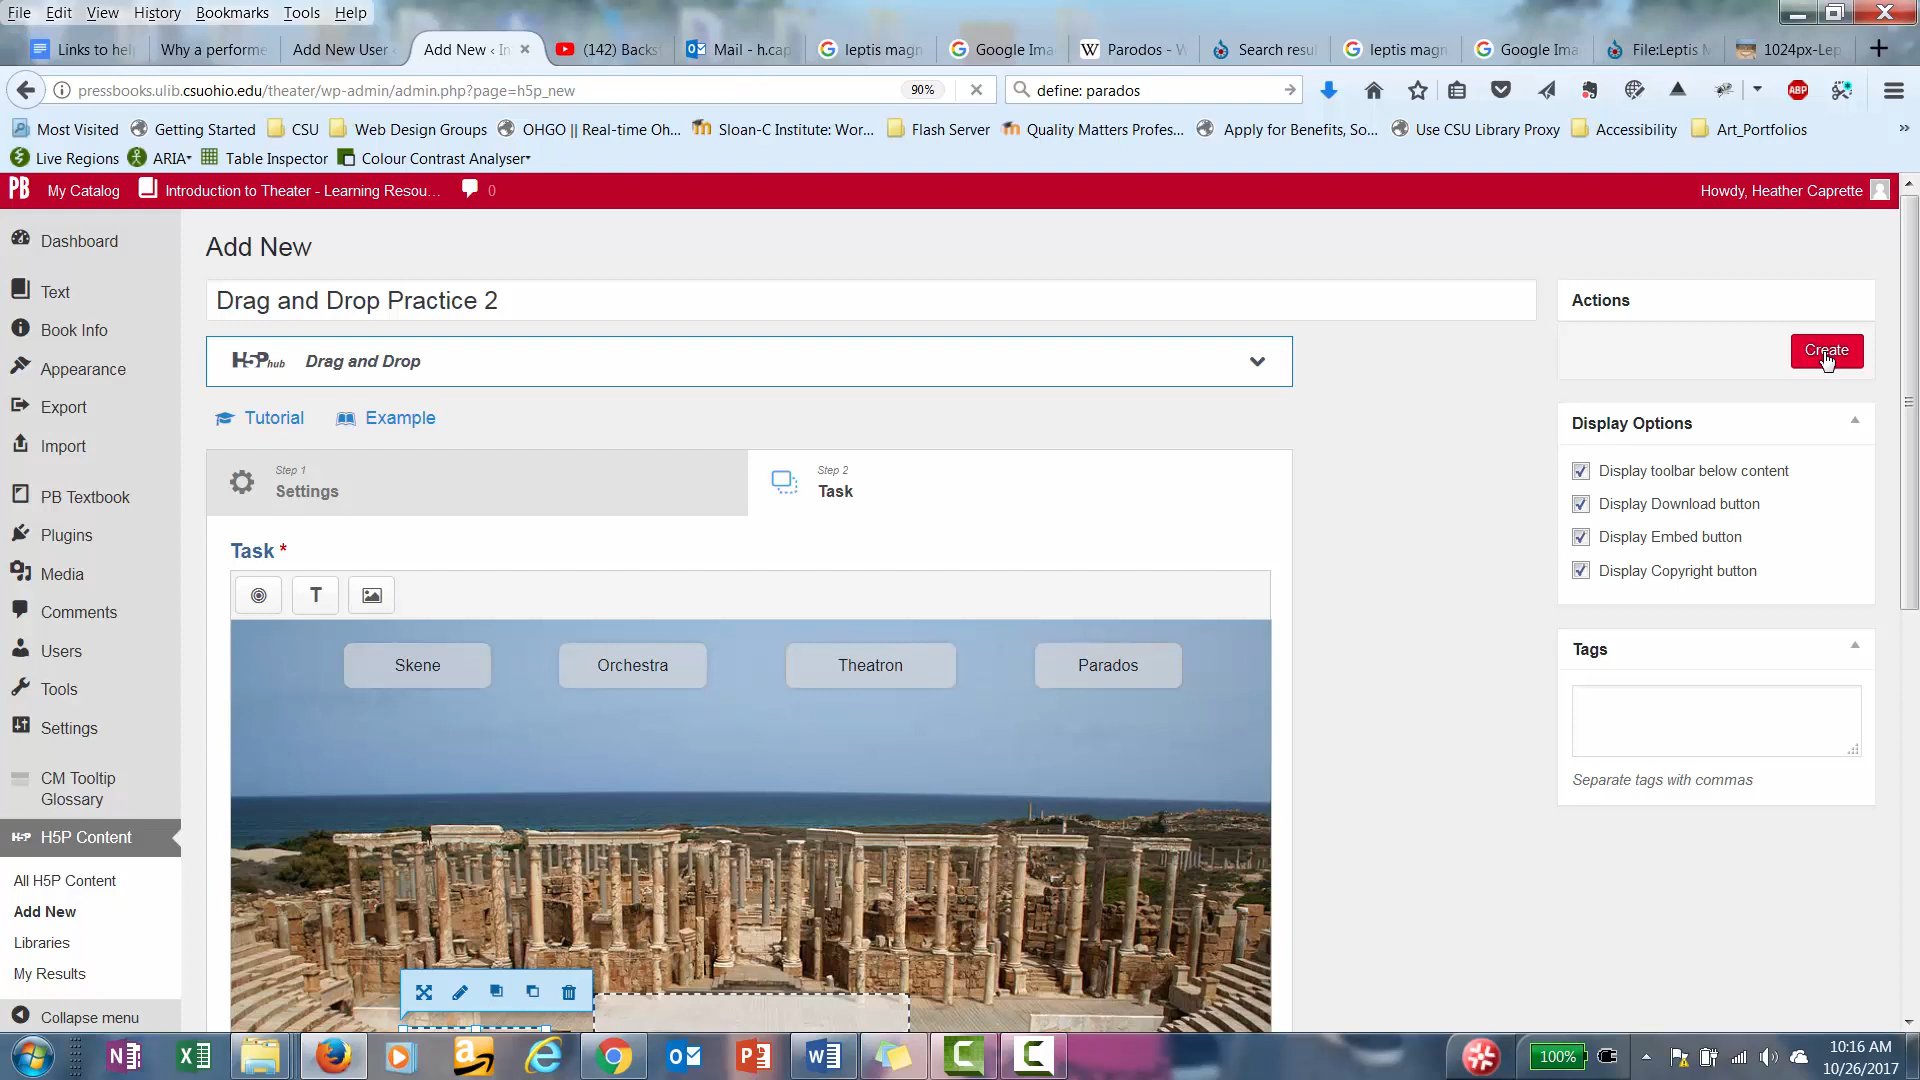 File Edit View History Bookmarks Tools Help
Links to hel Why a performe Add New User Add New ‹ In (142) Backs Mail - h.cap leptis magn Google Ima Parodos - W Search resu leptis magn Google Ima File:Leptis M 1024px-Lep
pressbooks.ulib.csuohio.edu/theater/wp-admin/admin.php?page=h5p_new 90% define: parados ABP
Most Visited Getting Started CSU Web Design Groups OHGO || Real-time Oh... Sloan-C Institute: Wor... Flash Server Quality Matters Profes... Apply for Benefits, So... Use CSU Library Proxy Accessibility Art_Portfolios »
Live Regions ARIA Table Inspector Colour Contrast Analyser
PB My Catalog Introduction to Theater - Learning Resou... 0 Howdy, Heather Caprette
Dashboard
Text
Book Info
Appearance
Export
Import
PB Textbook
Plugins
Media
Comments
Users
Tools
Settings
CM Tooltip
Glossary
H5P H5P Content
All H5P Content
Add New
Libraries
My Results
Collapse menu
Add New
Drag and Drop Practice 2
H5P hub Drag and Drop
Tutorial Example
Step 1
Settings
Step 2
Task
Task *
T
Skene Orchestra Theatron Parados
Actions
Create
Display Options
Display toolbar below content
Display Download button
Display Embed button
Display Copyright button
Tags
Separate tags with commas
100%
10:16 AM
10/26/2017